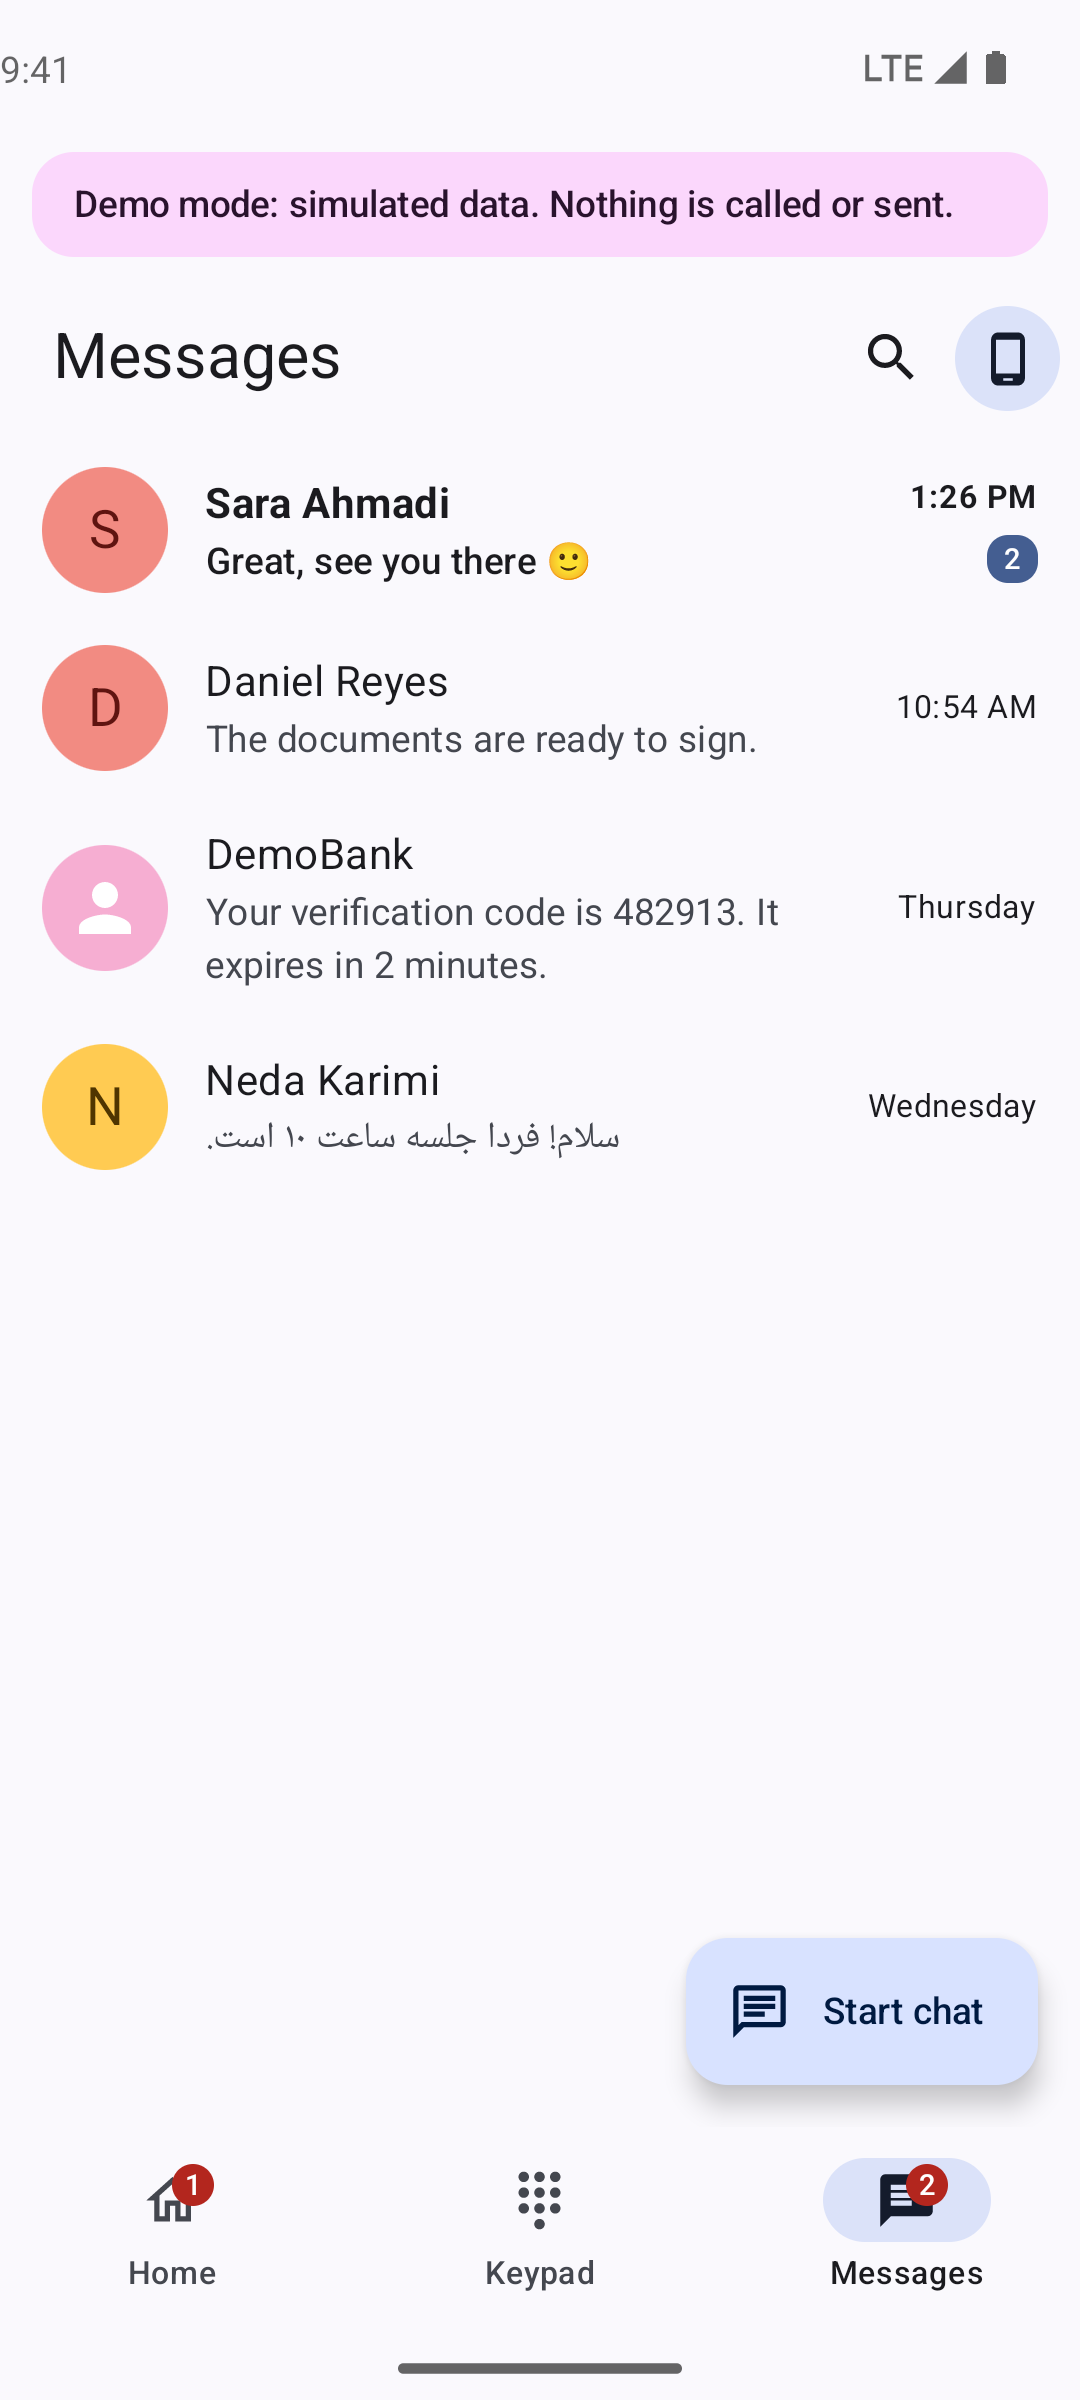 9:41
LTE
Demo mode: simulated data. Nothing is called or sent.
Messages
S
Sara Ahmadi
1:26 PM
Great, see you there 🙂
2
D
Daniel Reyes
10:54 AM
The documents are ready to sign.
DemoBank
Your verification code is 482913. It
Thursday
expires in 2 minutes.
N
Neda Karimi
Wednesday
سلام! فردا جلسه ساعت ۱۰ است.
Start chat
1
2
Home
Keypad
Messages